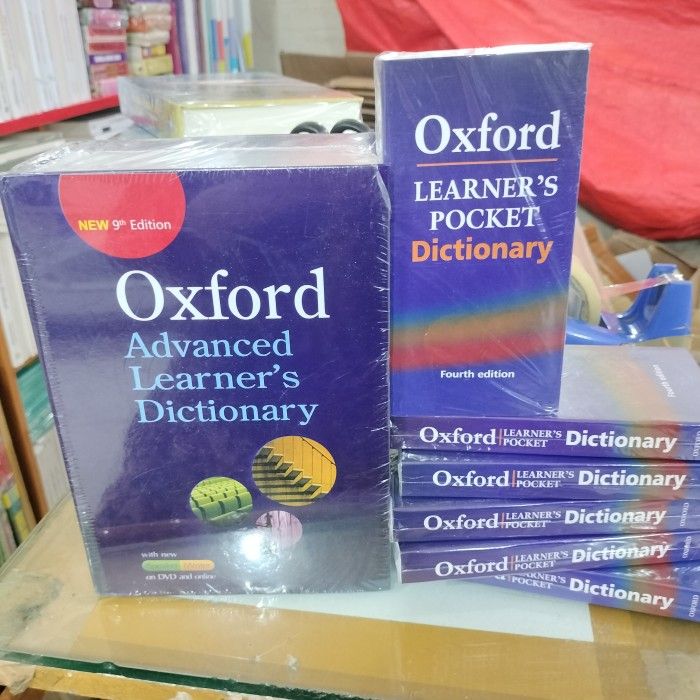 NEW 9th Edition
Oxford
Advanced
Learner's
Dictionary
with new
on DVD and online
Oxford
LEARNER'S
POCKET
Dictionary
Fourth edition
Fourth edition
Oxford LEARNER'S POCKET Dictionary
Oxford LEARNER'S POCKET Dictionary
Oxford LEARNER'S POCKET Dictionary
Oxford LEARNER'S POCKET Dictionary
LEARNER'S POCKET Dictionary